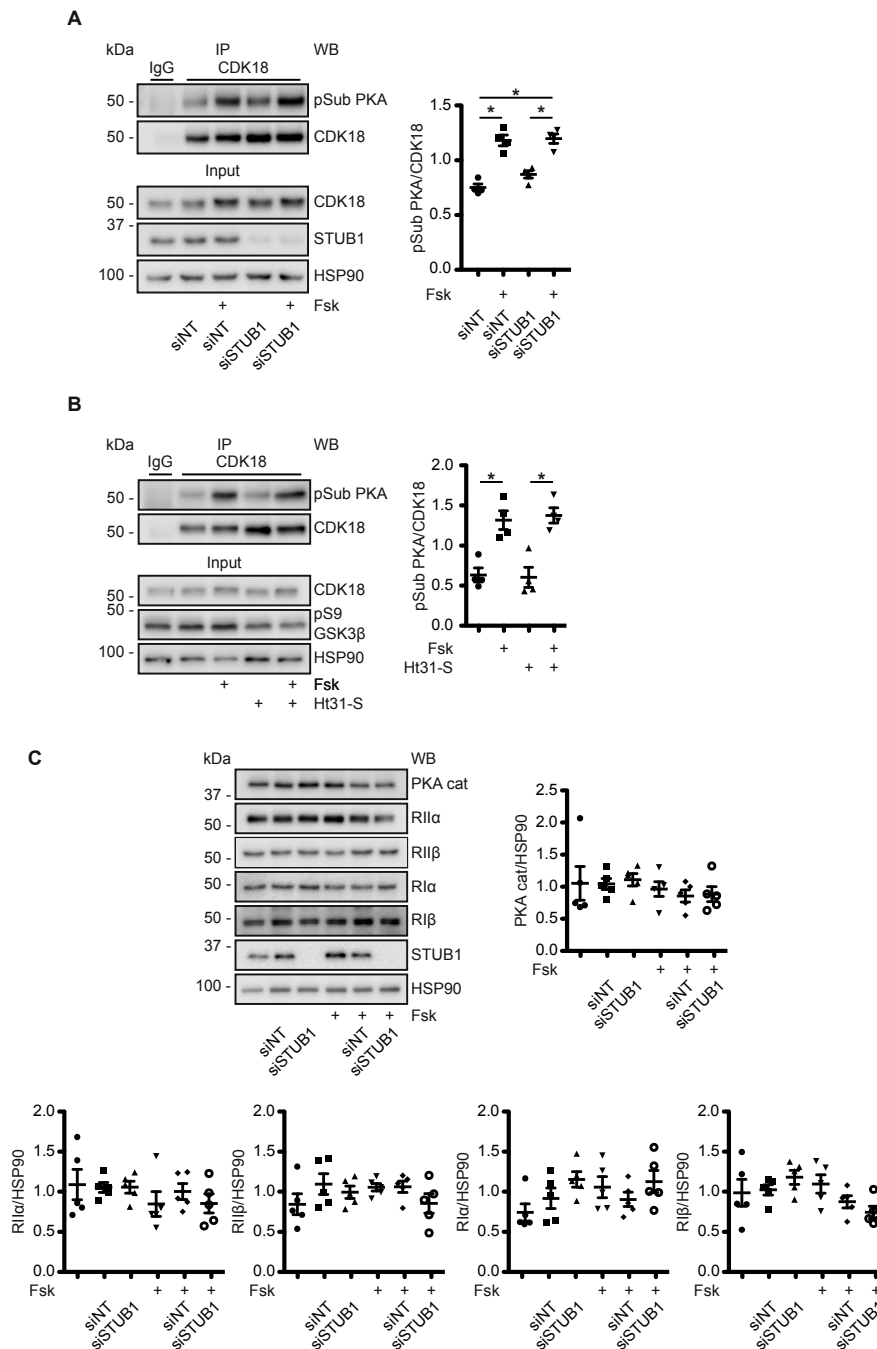 A
kDa IP WB
IgG CDK18
50 - pSub PKA
50 - CDK18
Input
50 - CDK18
37 -
STUB1
100 - HSP90
+ + Fsk
siNT siNT siSTUB1 siSTUB1
pSub PKA/CDK18
1.5
1.0
0.5
0.0
* * *
Fsk + +
siNT siNT siSTUB1 siSTUB1
B
kDa IP WB
IgG CDK18
50 - pSub PKA
50 - CDK18
Input
50 - CDK18
50 - pS9
GSK3β
100 - HSP90
+ + Fsk
+ + Ht31-S
pSub PKA/CDK18
2.0
1.5
1.0
0.5
0.0
* *
Fsk + +
Ht31-S + +
C
kDa WB
37 - PKA cat
50 - RIIα
50 - RIIβ
50 - RIα
50 - RIβ
37 - STUB1
100 - HSP90
+ + + Fsk
siNT siSTUB1 siNT siSTUB1
PKA cat/HSP90
2.5
2.0
1.5
1.0
0.5
0.0
Fsk + + +
siNT siSTUB1 siNT siSTUB1
RIIα/HSP90
2.0
1.5
1.0
0.5
0.0
Fsk + + +
siNT siSTUB1 siNT siSTUB1
RIIβ/HSP90
2.0
1.5
1.0
0.5
0.0
Fsk + + +
siNT siSTUB1 siNT siSTUB1
RIα/HSP90
2.0
1.5
1.0
0.5
0.0
Fsk + + +
siNT siSTUB1 siNT siSTUB1
RIβ/HSP90
2.0
1.5
1.0
0.5
0.0
Fsk + + +
siNT siSTUB1 siNT siSTUB1